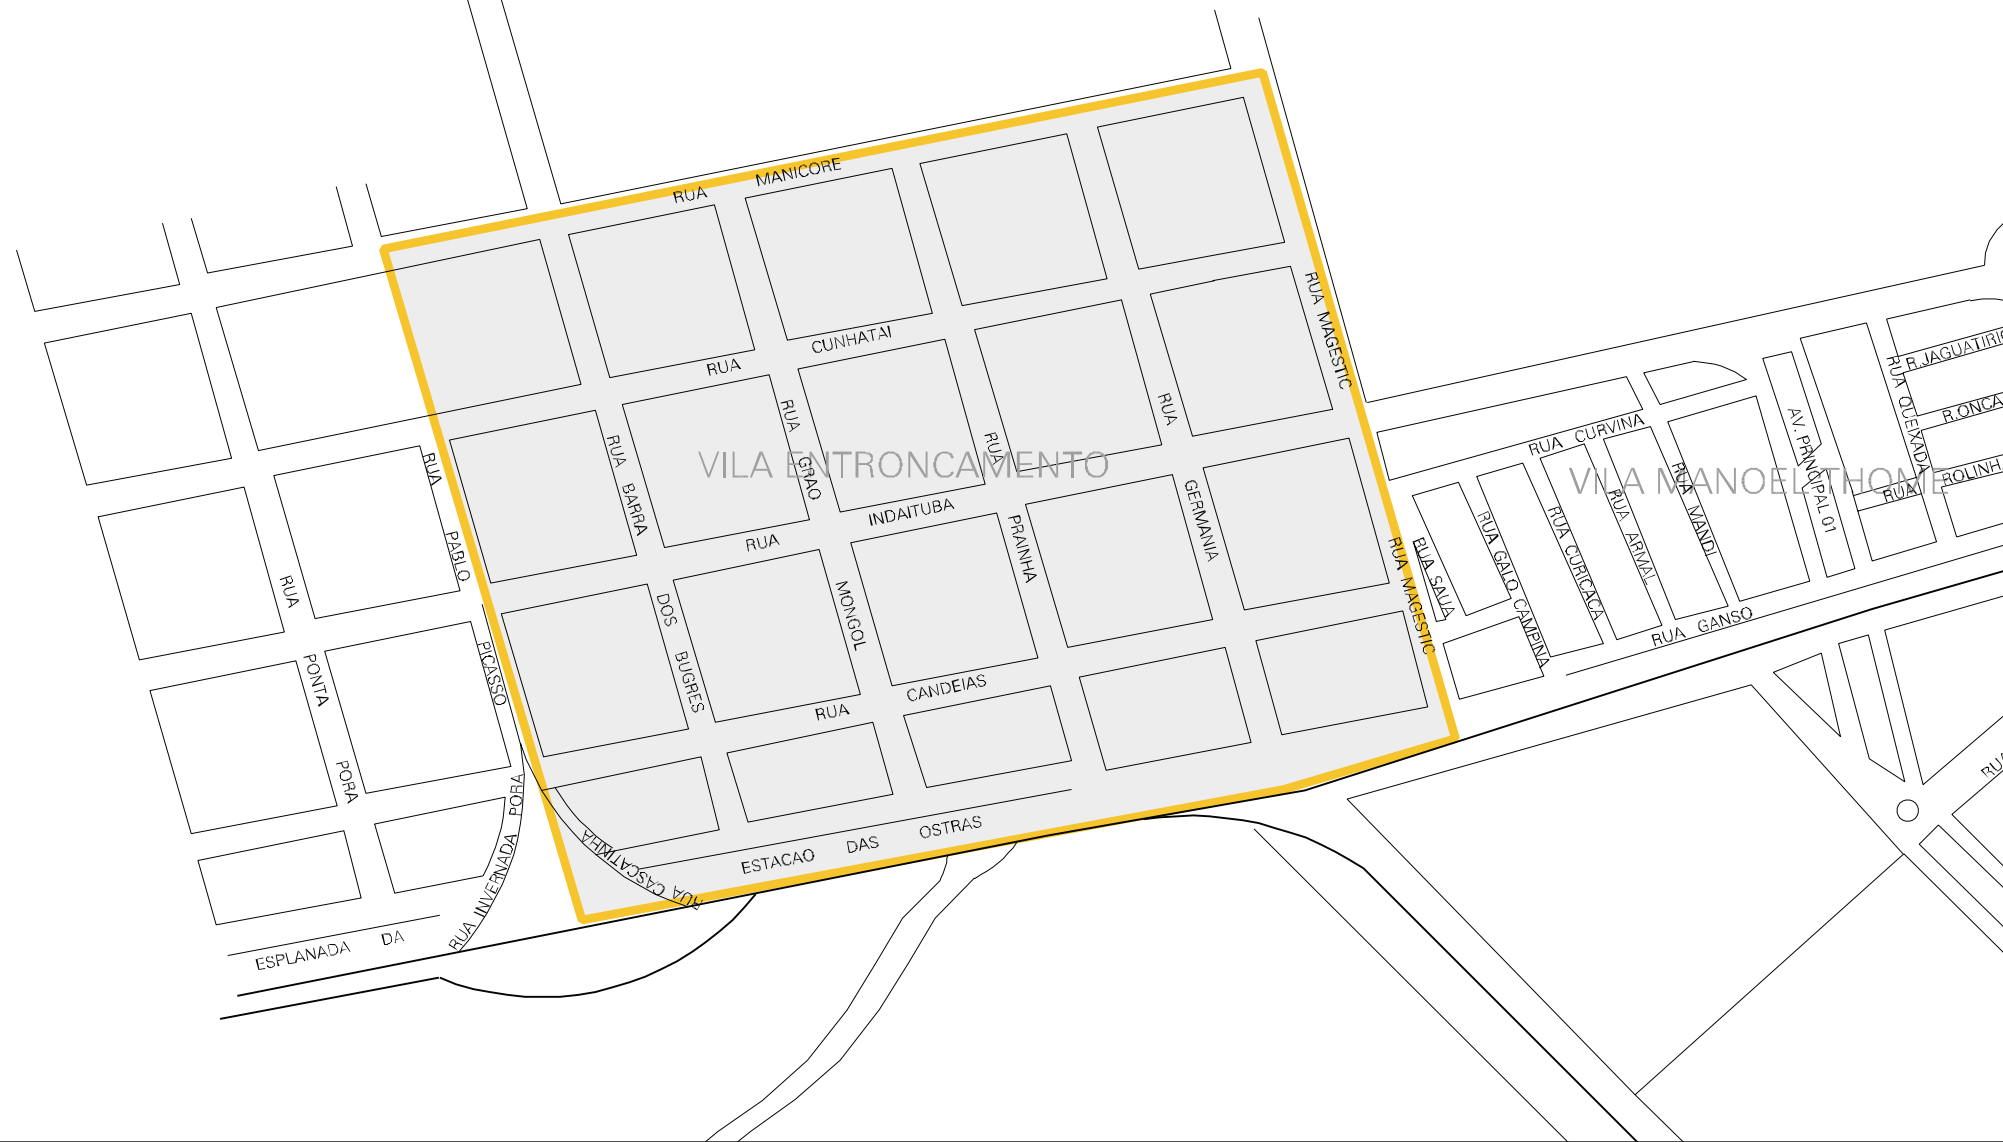 RUA MANICORE
RUA CUNHATAI
RUA INDAITUBA
RUA CANDEIAS
ESPLANADA DA ESTACAO DAS OSTRAS
VILA ENTRONCAMENTO
VILA MANOEL THOME
RUA PONTA PORA
RUA PABLO PICASSO
RUA BARRA DOS BUGRES
RUA GRAO MONGOL
RUA PRAINHA
RUA GERMANIA
RUA MAGESTIC
RUA MAGESTIC
RUA INVERNADA PORA
RUA CASCATINHA
RUA CURVINA
RUA SAUA
RUA GALO CAMPINA
RUA CURICACA
RUA ARMAL
RUA MANDI
AV. PRINCIPAL 01
RUA QUEIXADA
R.ONCA
RUA
RUA GANSO
RUA